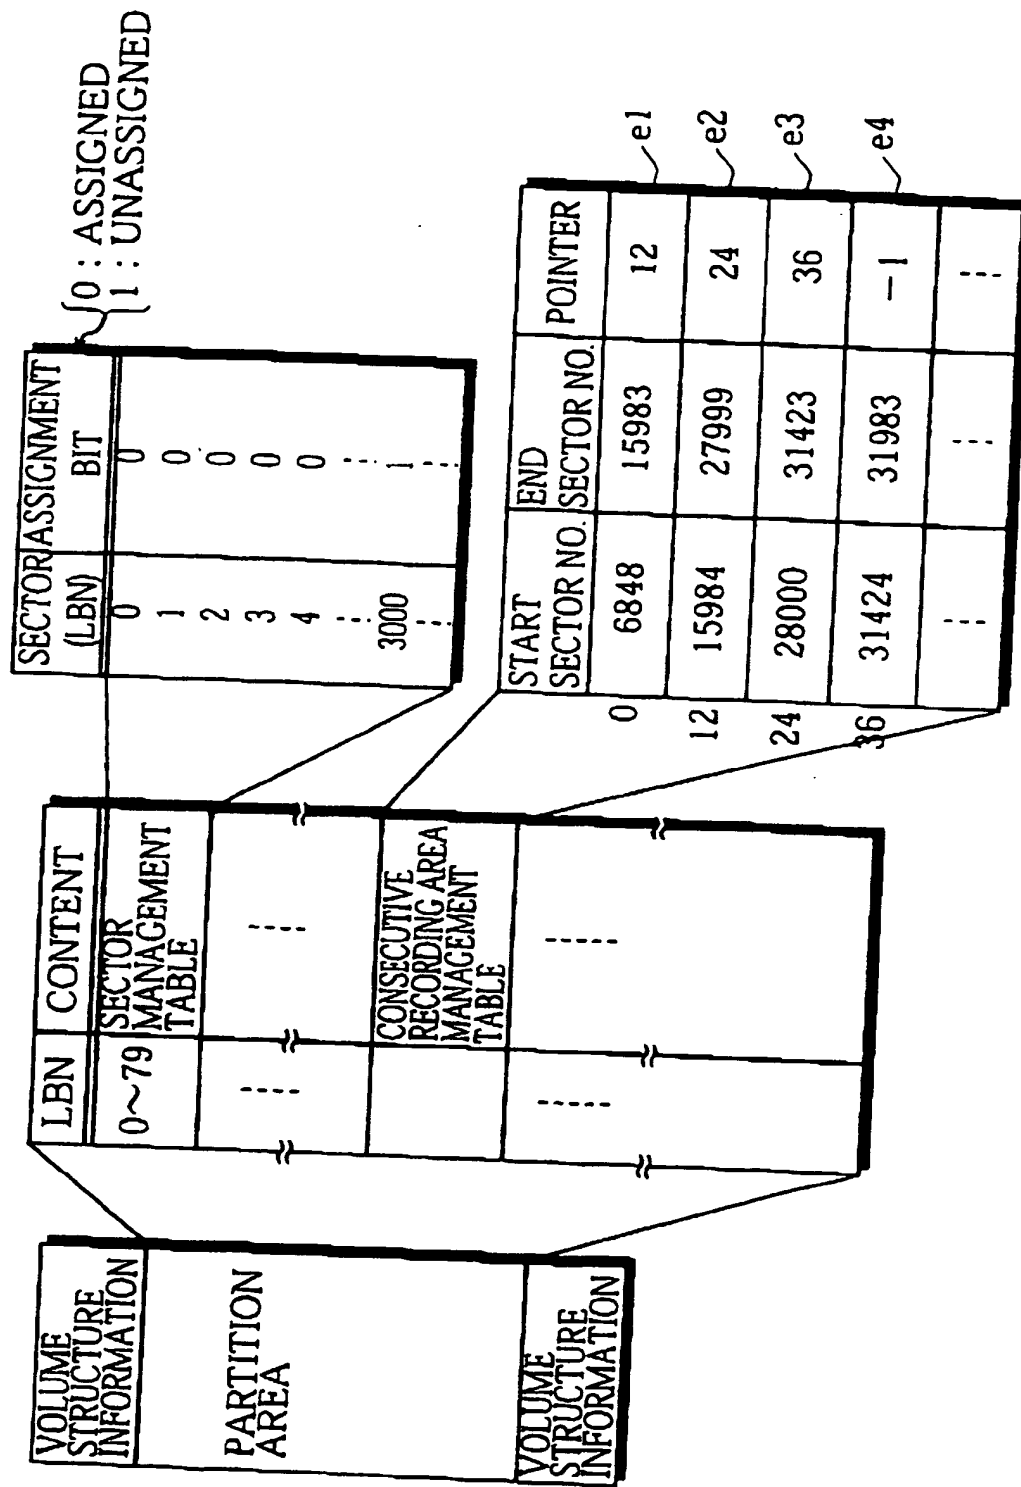 VOLUME
STRUCTURE
INFORMATION
PARTITION
AREA
VOLUME
STRUCTURE
INFORMATION
LBN CONTENT
0~79 SECTOR
MANAGEMENT
TABLE
----- -----
CONSECUTIVE
RECORDING AREA
MANAGEMENT
TABLE
----- -----
SECTOR ASSIGNMENT
(LBN) BIT
0 0
1 0
2 0
3 0
4 0
3000 1
0 : ASSIGNED
1 : UNASSIGNED
START END POINTER
SECTOR NO. SECTOR NO.
0 6848 15983 12 e1
12 15984 27999 24 e2
24 28000 31423 36 e3
36 31424 31983 -1 e4
---- ---- ----